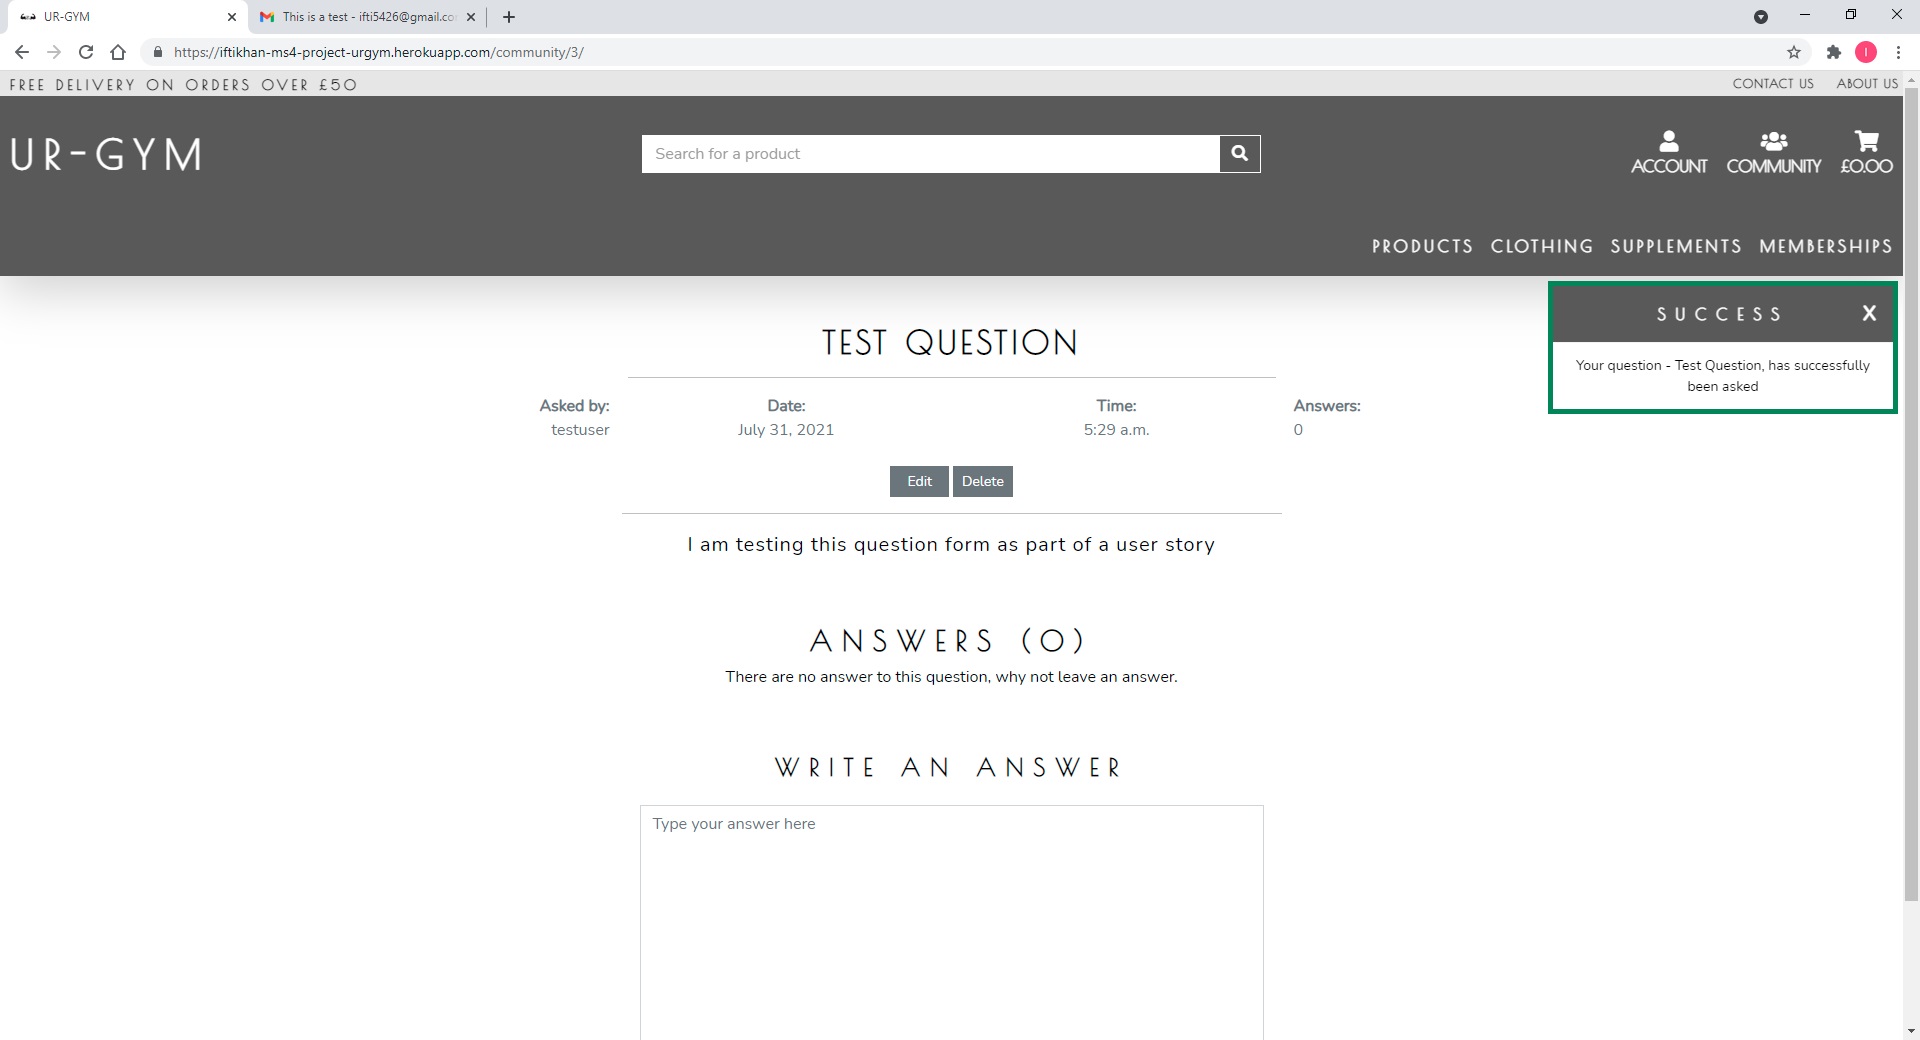 UR-GYM
This is a test - ifti5426@gmail.co
https://iftikhan-ms4-project-urgym.herokuapp.com/community/3/
I
FREE DELIVERY ON ORDERS OVER £50
CONTACT US ABOUT US
UR-GYM
Search for a product
ACCOUNT COMMUNITY £0.00
PRODUCTS CLOTHING SUPPLEMENTS MEMBERSHIPS
SUCCESS X
Your question - Test Question, has successfully
been asked
TEST QUESTION
Asked by: Date: Time: Answers:
testuser July 31, 2021 5:29 a.m. 0
Edit Delete
I am testing this question form as part of a user story
ANSWERS (0)
There are no answer to this question, why not leave an answer.
WRITE AN ANSWER
Type your answer here